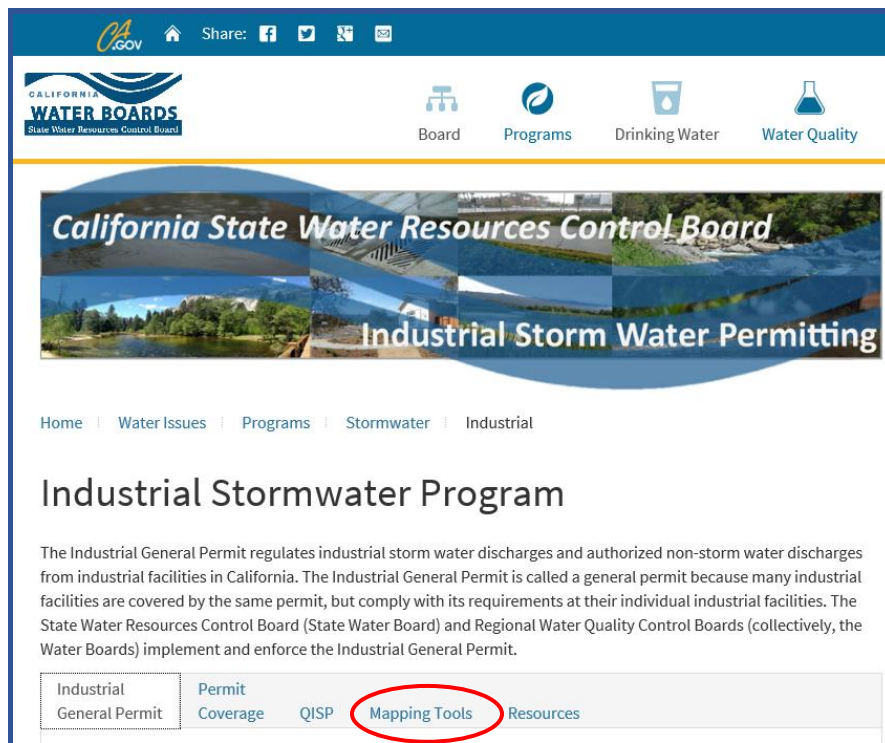 CA.GOV Share:
CALIFORNIA
WATER BOARDS
State Water Resources Control Board
Board Programs Drinking Water Water Quality
California State Water Resources Control Board
Industrial Storm Water Permitting
Home Water Issues Programs Stormwater Industrial
Industrial Stormwater Program
The Industrial General Permit regulates industrial storm water discharges and authorized non-storm water discharges
from industrial facilities in California. The Industrial General Permit is called a general permit because many industrial
facilities are covered by the same permit, but comply with its requirements at their individual industrial facilities. The
State Water Resources Control Board (State Water Board) and Regional Water Quality Control Boards (collectively, the
Water Boards) implement and enforce the Industrial General Permit.
Industrial Permit
General Permit Coverage QISP Mapping Tools Resources